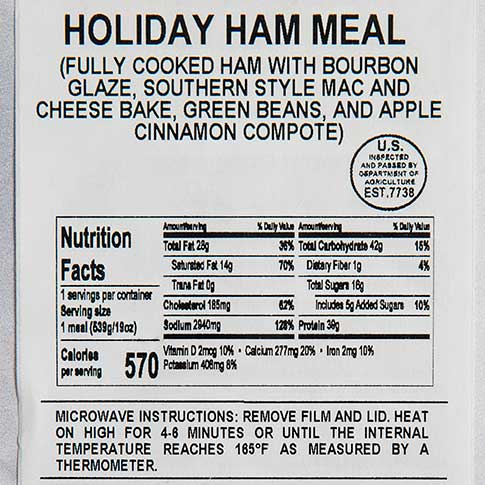 HOLIDAY HAM MEAL
(FULLY COOKED HAM WITH BOURBON
GLAZE, SOUTHERN STYLE MAC AND
CHEESE BAKE, GREEN BEANS, AND APPLE
CINNAMON COMPOTE)
U.S.
INSPECTED
AND PASSED BY
DEPARTMENT OF
AGRICULTURE
EST.7738
Nutrition
Facts
1 servings per container
Serving size
1 meal (539g/19oz)
Calories
per serving 570
Amount/serving % Daily Value
Total Fat 28g 36%
Saturated Fat 14g 70%
Trans Fat 0g
Cholesterol 185mg 62%
Sodium 2940mg 128%
Amount/serving % Daily Value
Total Carbohydrate 42g 15%
Dietary Fiber 1g 4%
Total Sugars 16g
Includes 5g Added Sugars 10%
Protein 39g
Vitamin D 2mcg 10% • Calcium 277mg 20% • Iron 2mg 10%
Potassium 406mg 8%
MICROWAVE INSTRUCTIONS: REMOVE FILM AND LID. HEAT
ON HIGH FOR 4-6 MINUTES OR UNTIL THE INTERNAL
TEMPERATURE REACHES 165°F AS MEASURED BY A
THERMOMETER.